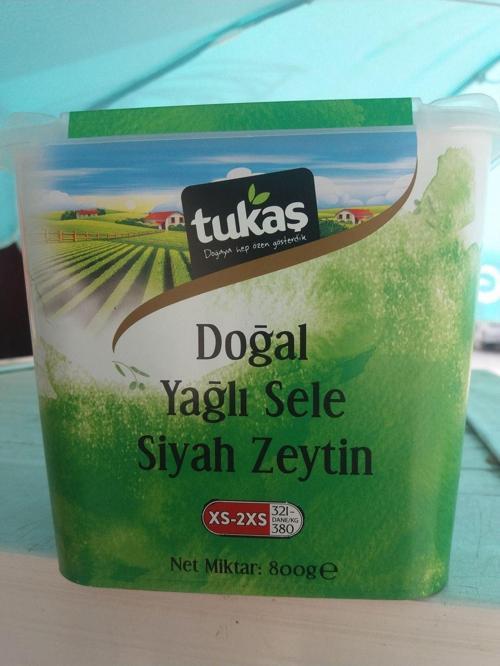 tukaş
Doğaya hep özen gösterdik
Doğal
Yağlı Sele
Siyah Zeytin
XS-2XS 321-
DANE/KG
380
Net Miktar: 800g e